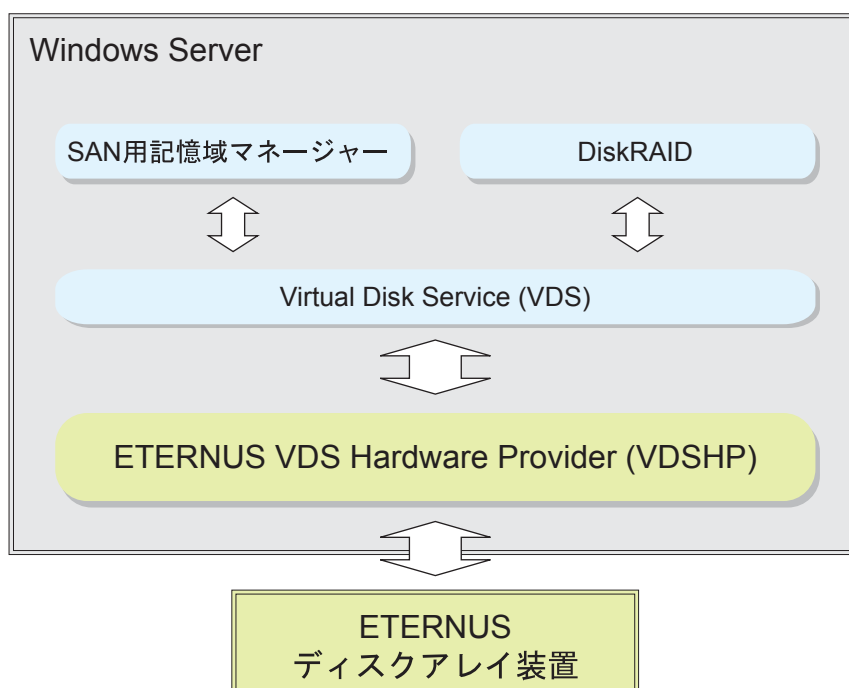 Windows Server
SAN用記憶域マネージャー
DiskRAID
Virtual Disk Service (VDS)
ETERNUS VDS Hardware Provider (VDSHP)
ETERNUS
ディスクアレイ装置